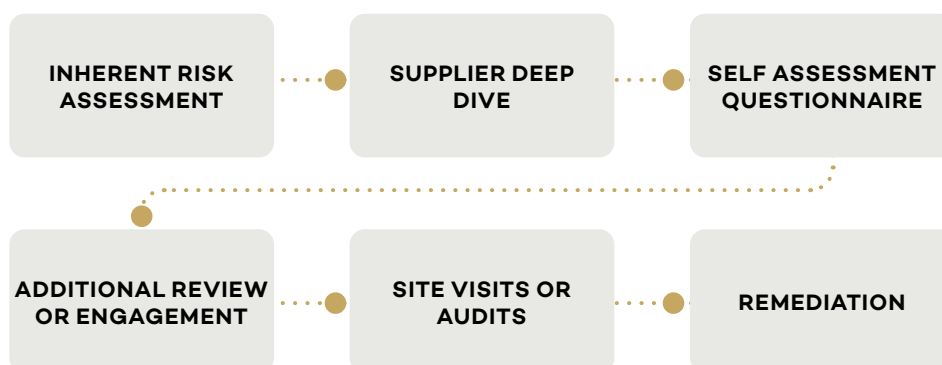 INHERENT RISK
ASSESSMENT
SUPPLIER DEEP
DIVE
SELF ASSESSMENT
QUESTIONNAIRE
ADDITIONAL REVIEW
OR ENGAGEMENT
SITE VISITS OR
AUDITS
REMEDIATION